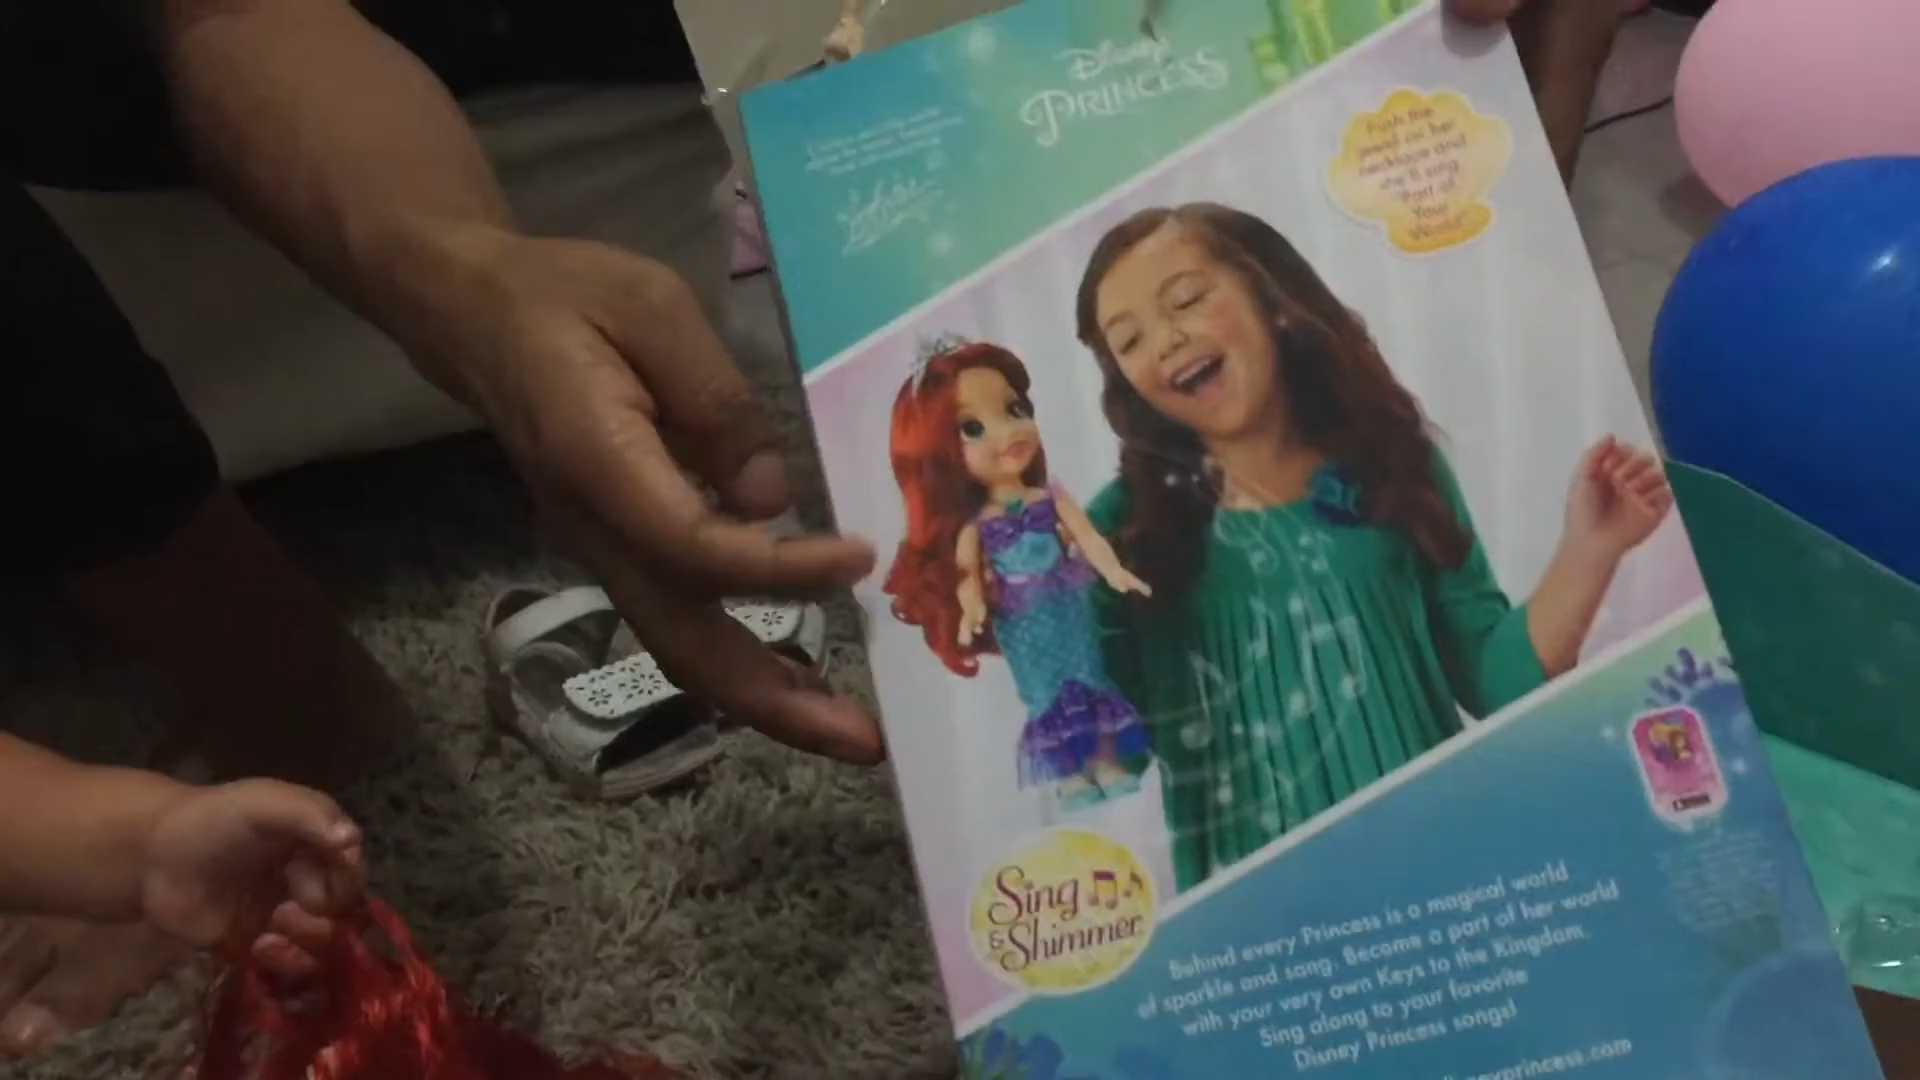 Disney
PRINCESS
Push the
jewel on her
necklace and
she'll sing
"Part of
Your
World"
Sing
& Shimmer
Behind every Princess is a magical world
of sparkle and song. Become a part of her world
with your very own Keys to the Kingdom.
Sing along to your favorite
Disney Princess songs!
disneyprincess.com